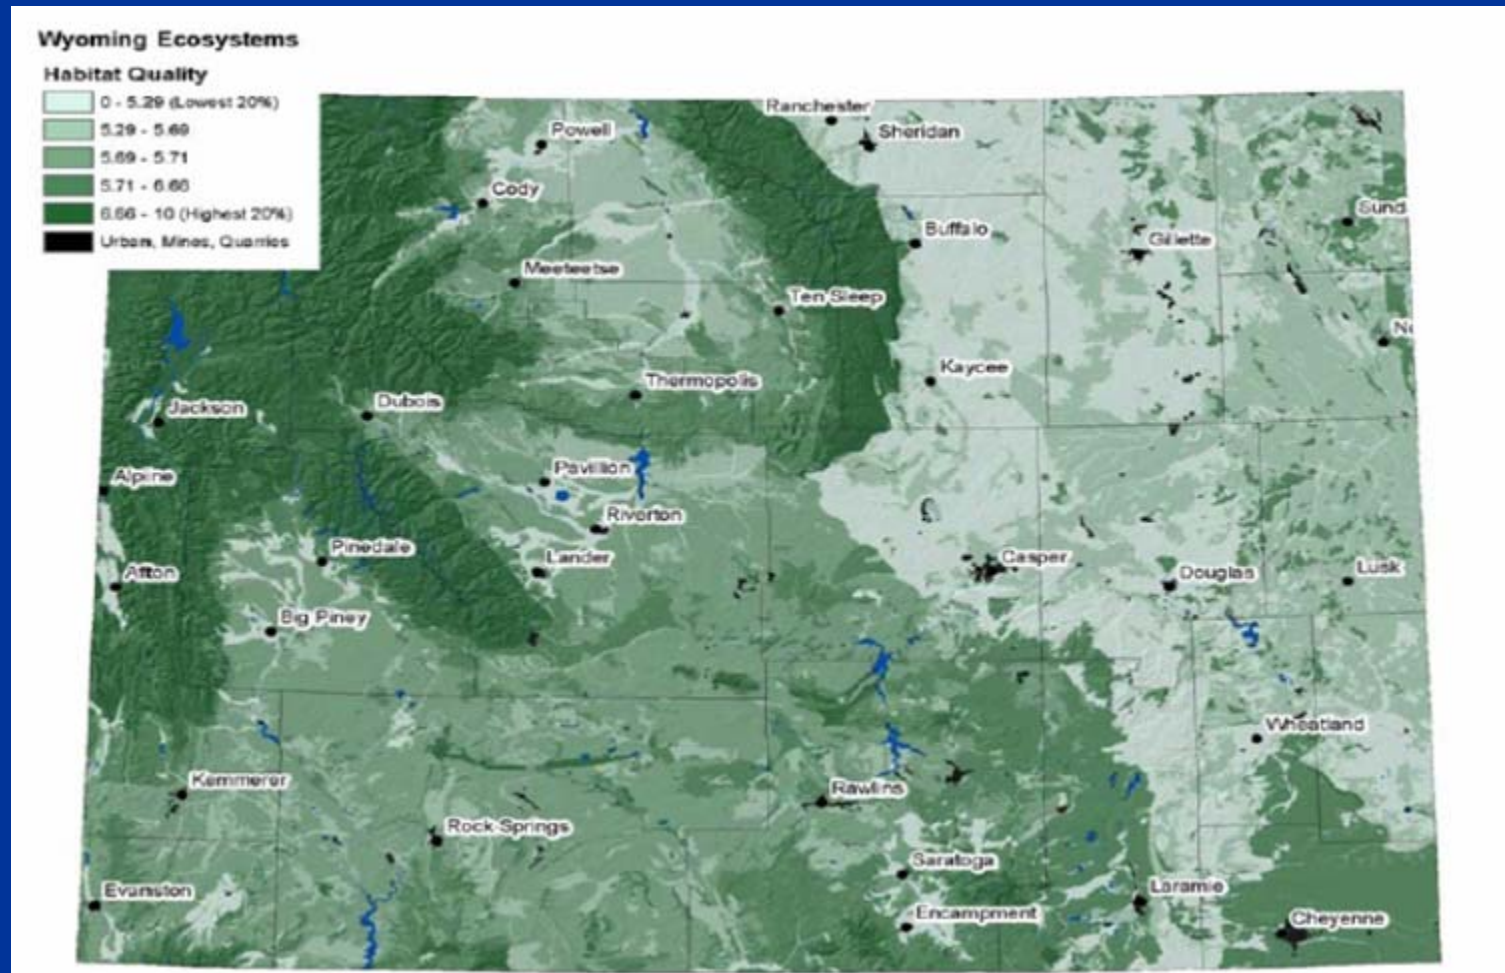 Wyoming Ecosystems
Habitat Quality
0 - 5.29 (Lowest 20%)
5.29 - 5.69
5.69 - 5.71
5.71 - 6.66
6.66 - 10 (Highest 20%)
Urban, Mines, Quarries
Ranchester
Powell
Sheridan
Cody
Sund
Buffalo
Gillette
Meeteetse
Ten Sleep
Kaycee
Thermopolis
Dubois
Jackson
Pavillion
Alpine
Riverton
Pinedale
Lander
Casper
Afton
Douglas
Lusk
Big Piney
Wheatland
Kemmerer
Rawlins
Rock Springs
Saratoga
Evanston
Laramie
Encampment
Cheyenne